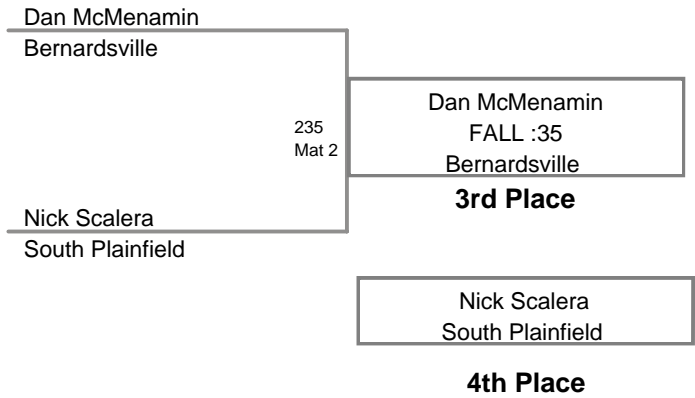 Dan McMenamin
Bernardsville
235
Mat 2
Dan McMenamin
FALL :35
Bernardsville
3rd Place
Nick Scalera
South Plainfield
Nick Scalera
South Plainfield
4th Place